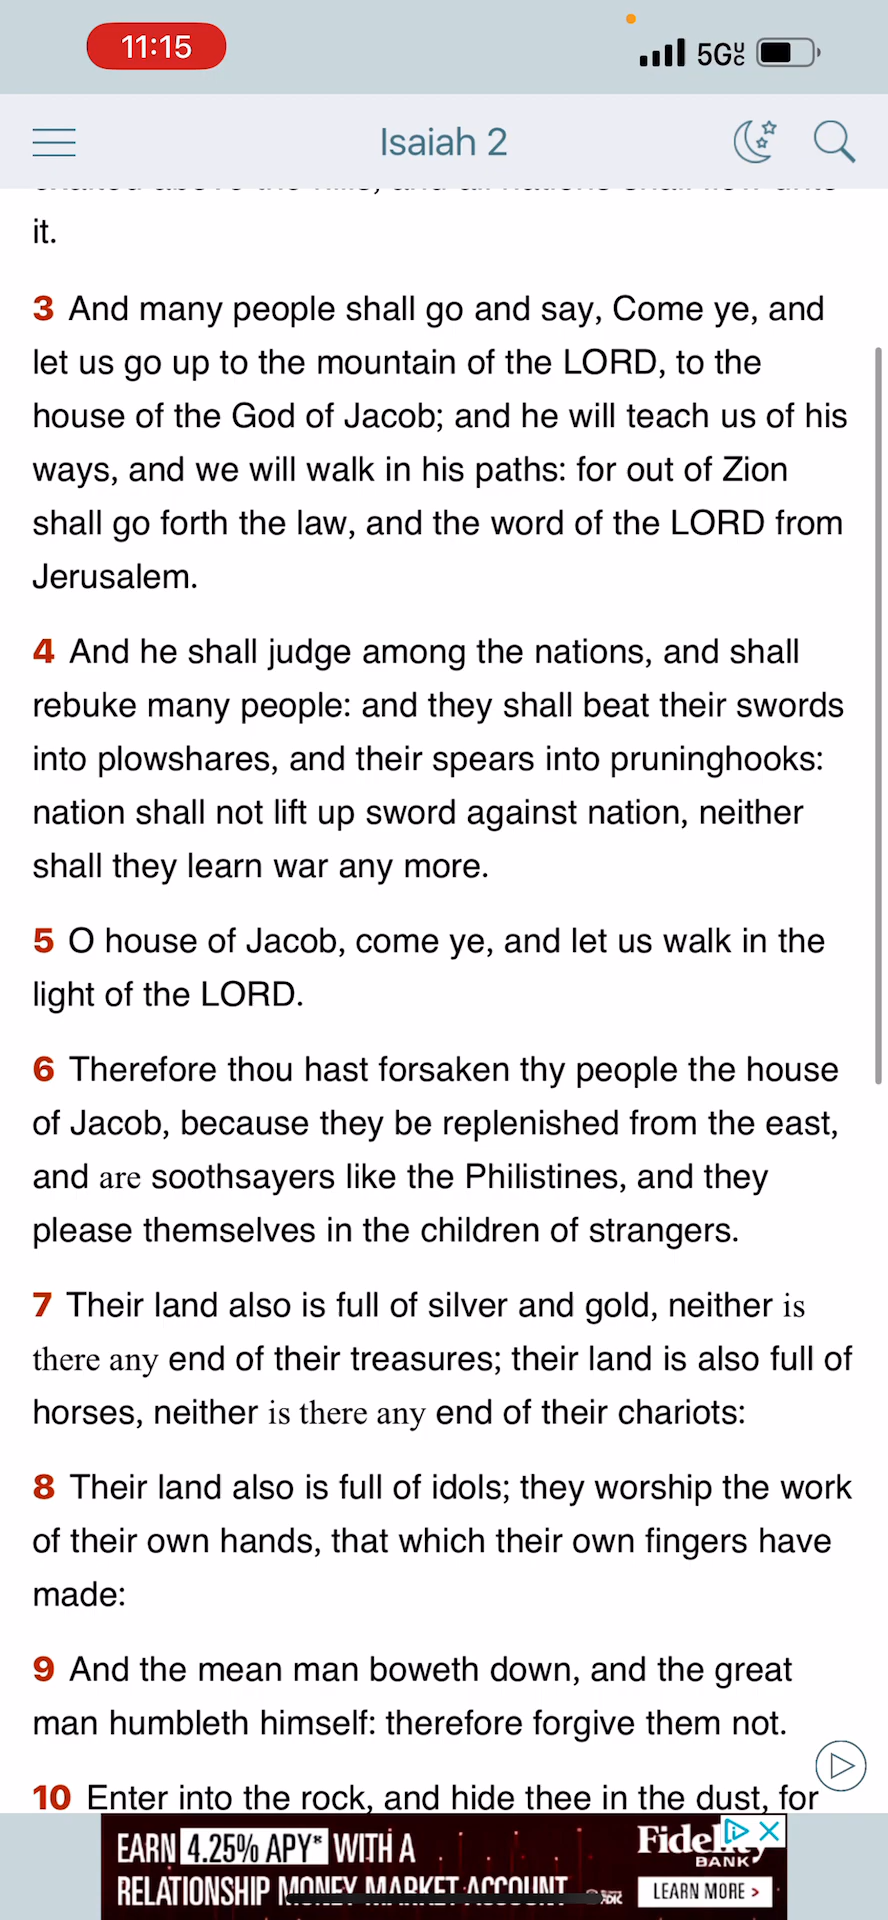 11:15
5G UC
Isaiah 2
it.
3 And many people shall go and say, Come ye, and
let us go up to the mountain of the LORD, to the
house of the God of Jacob; and he will teach us of his
ways, and we will walk in his paths: for out of Zion
shall go forth the law, and the word of the LORD from
Jerusalem.
4 And he shall judge among the nations, and shall
rebuke many people: and they shall beat their swords
into plowshares, and their spears into pruninghooks:
nation shall not lift up sword against nation, neither
shall they learn war any more.
5 O house of Jacob, come ye, and let us walk in the
light of the LORD.
6 Therefore thou hast forsaken thy people the house
of Jacob, because they be replenished from the east,
and are soothsayers like the Philistines, and they
please themselves in the children of strangers.
7 Their land also is full of silver and gold, neither is
there any end of their treasures; their land is also full of
horses, neither is there any end of their chariots:
8 Their land also is full of idols; they worship the work
of their own hands, that which their own fingers have
made:
9 And the mean man boweth down, and the great
man humbleth himself: therefore forgive them not.
10 Enter into the rock, and hide thee in the dust, for
EARN 4.25% APY* WITH A
RELATIONSHIP MONEY MARKET ACCOUNT
BANK
LEARN MORE >